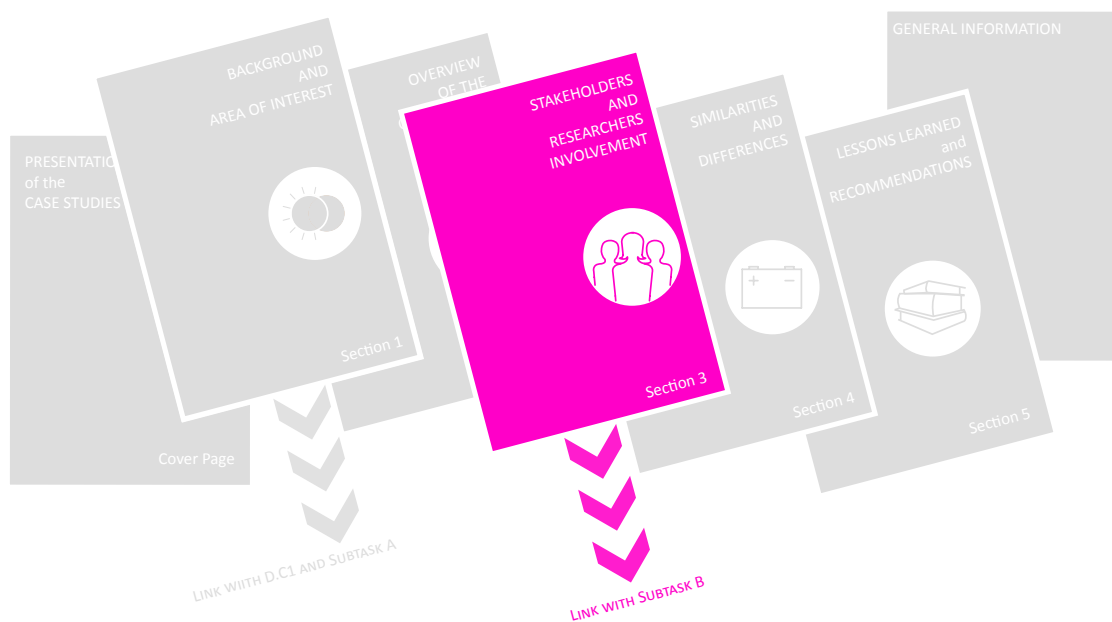 PRESENTATIO
of the
CASE STUDIES
Cover Page
BACKGROUND
AND
AREA OF INTEREST
Section 1
LINK WIITH D.C1 AND SUBTASK A
OVERVIEW
OF THE
STAKEHOLDERS
AND
RESEARCHERS
INVOLVEMENT
Section 3
LINK WITH SUBTASK B
SIMILARITIES
AND
DIFFERENCES
+ −
Section 4
LESSONS LEARNED
and
RECOMMENDATIONS
Section 5
GENERAL INFORMATION